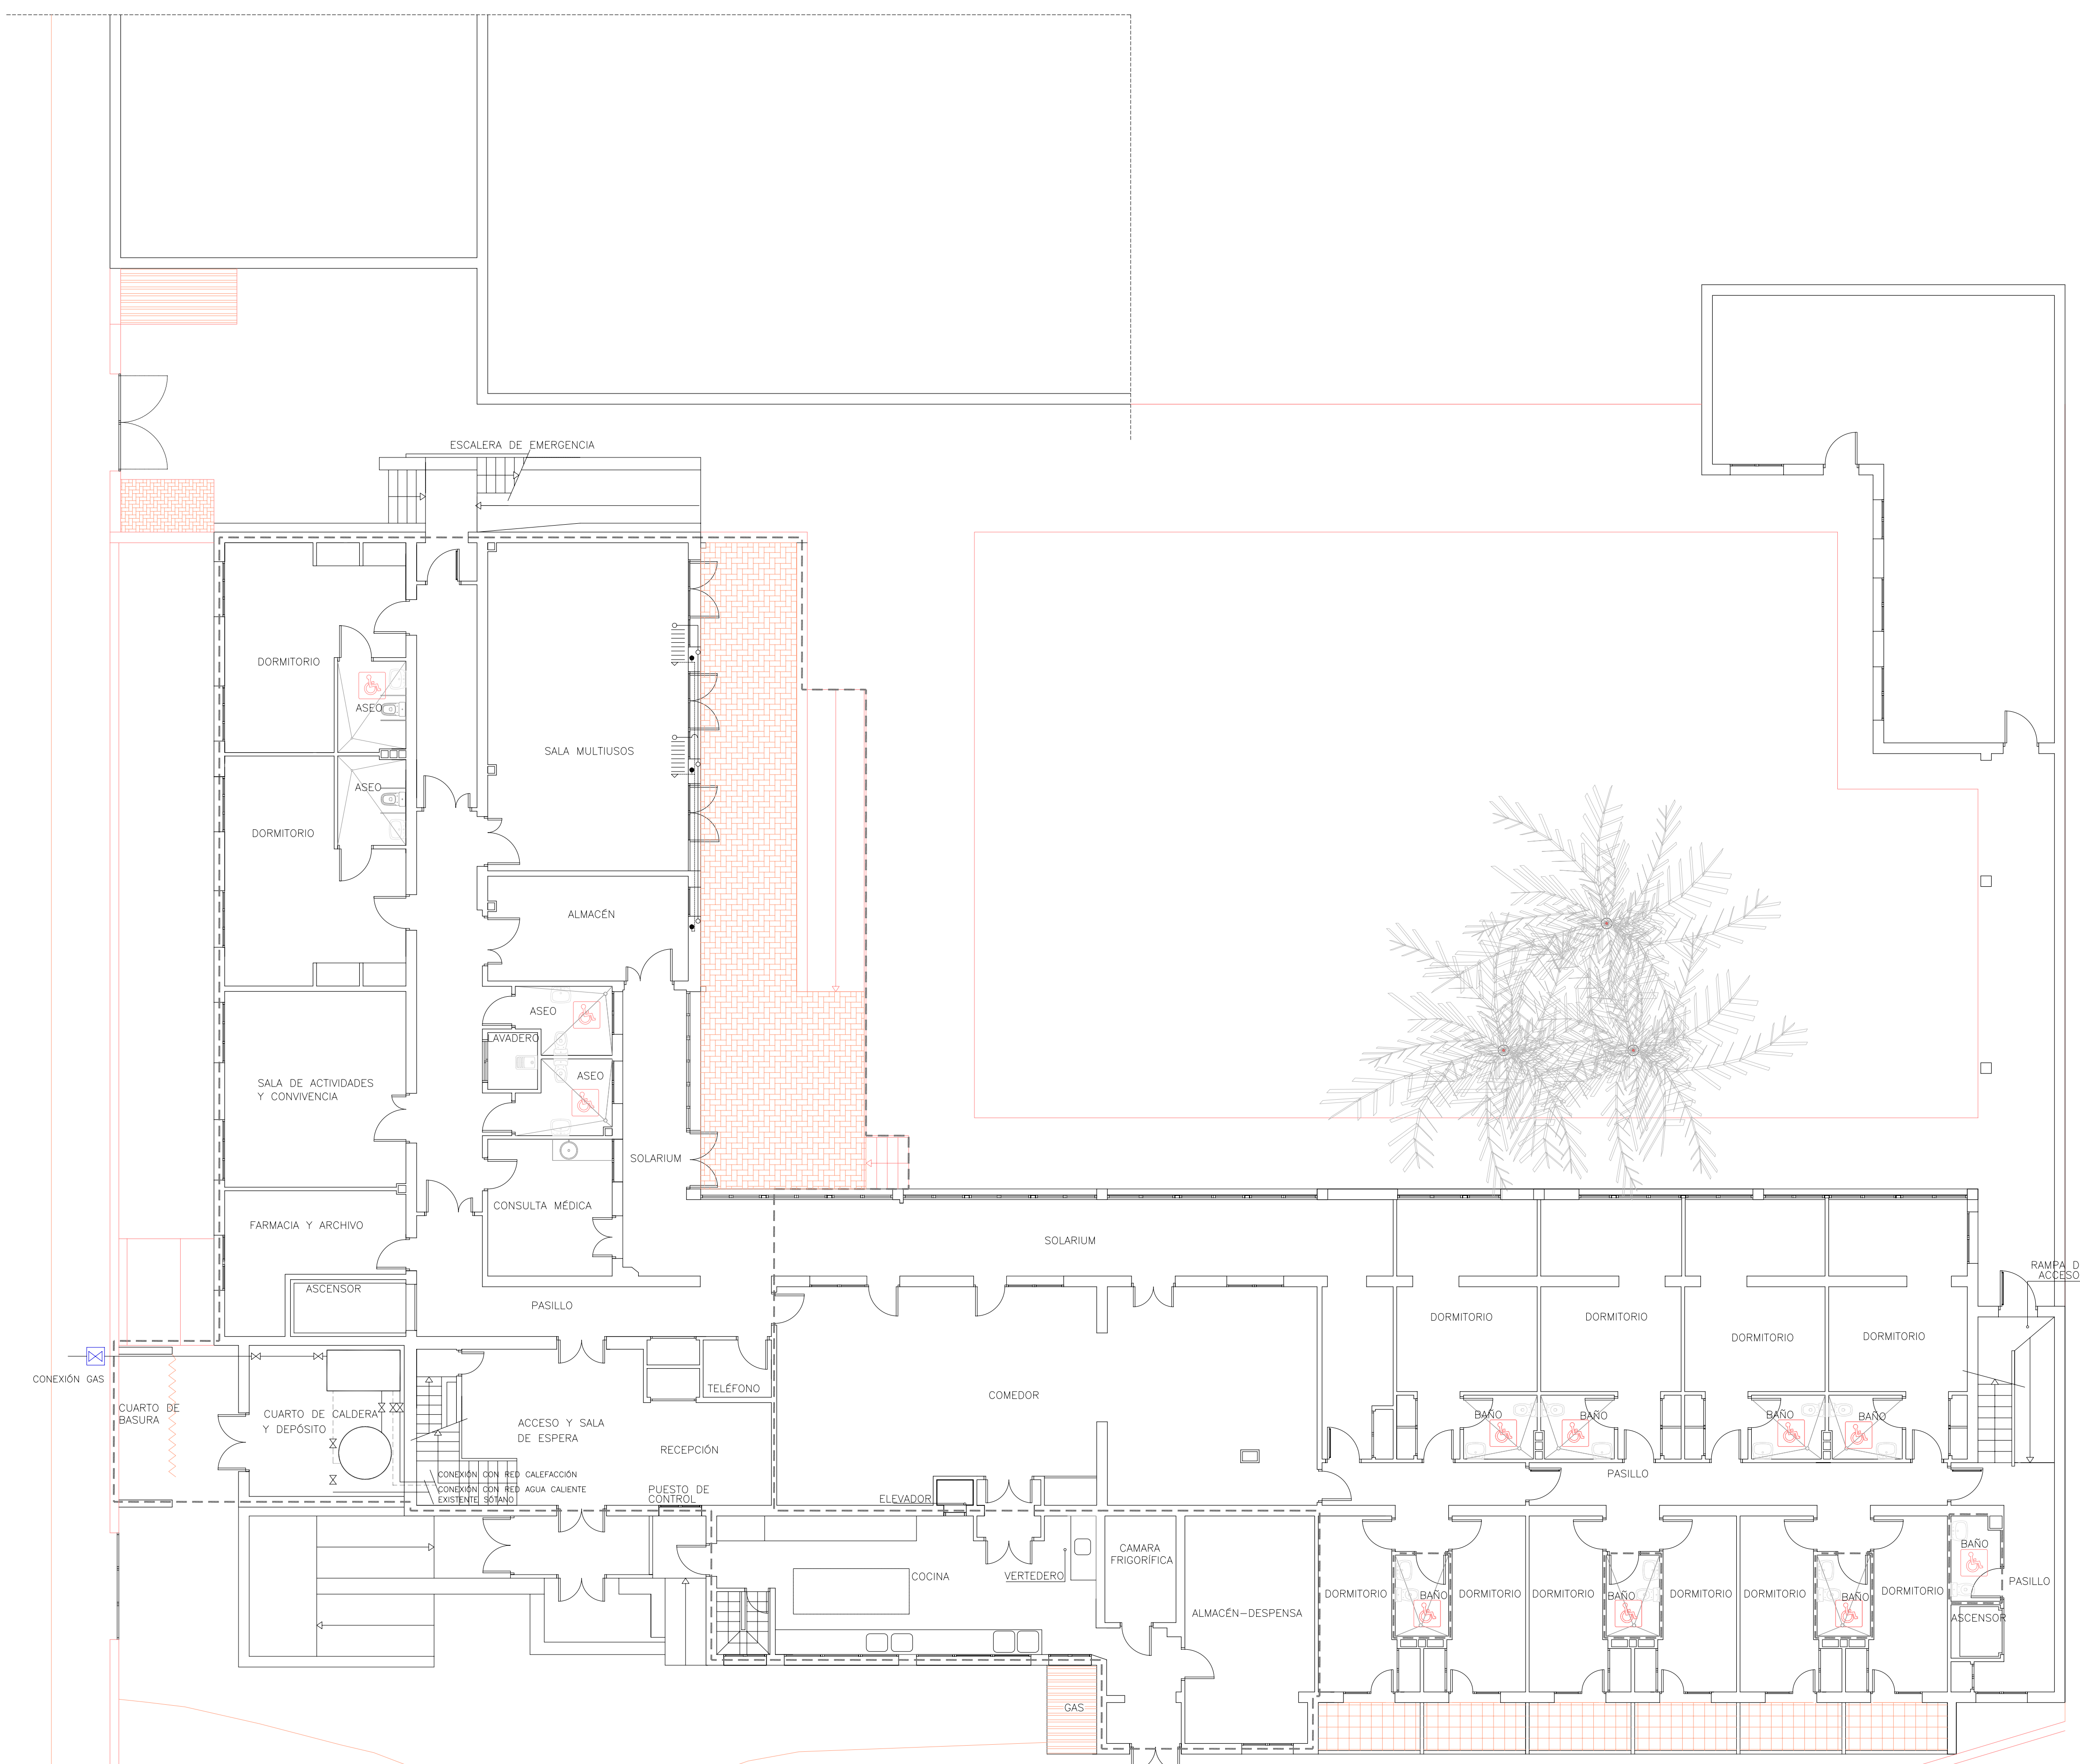 ESCALERA DE EMERGENCIA
DORMITORIO
ASEO
SALA MULTIUSOS
ASEO
DORMITORIO
ALMACÉN
ASEO
LAVADERO
ASEO
SALA DE ACTIVIDADES
Y CONVIVENCIA
SOLARIUM
CONSULTA MÉDICA
FARMACIA Y ARCHIVO
SOLARIUM
RAMPA D
ACCESO
ASCENSOR
PASILLO
DORMITORIO
DORMITORIO
DORMITORIO
DORMITORIO
CONEXIÓN GAS
TELÉFONO
COMEDOR
CUARTO DE
BASURA
CUARTO DE CALDERA
Y DEPÓSITO
ACCESO Y SALA
DE ESPERA
RECEPCIÓN
BAÑO
BAÑO
BAÑO
BAÑO
PASILLO
CONEXIÓN CON RED CALEFACCIÓN
CONEXIÓN CON RED AGUA CALIENTE
EXISTENTE SÓTANO
PUESTO DE
CONTROL
ELEVADOR
COCINA
VERTEDERO
CAMARA
FRIGORÍFICA
ALMACÉN-DESPENSA
DORMITORIO
BAÑO
DORMITORIO
DORMITORIO
BAÑO
DORMITORIO
DORMITORIO
BAÑO
DORMITORIO
BAÑO
PASILLO
ASCENSOR
GAS